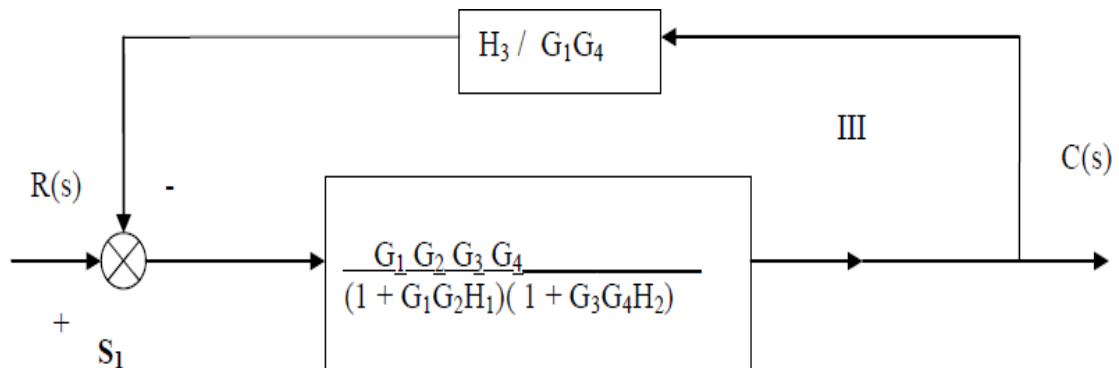 H₃ / G₁G₄
III
C(s)
R(s)
-
G₁ G₂ G₃ G₄
(1 + G₁G₂H₁)( 1 + G₃G₄H₂)
+
S₁